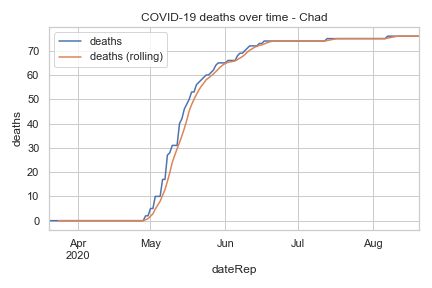 COVID-19 deaths over time - Chad
deaths
deaths (rolling)
70
60
50
40
30
20
10
0
deaths
Apr
2020
May
Jun
Jul
Aug
dateRep